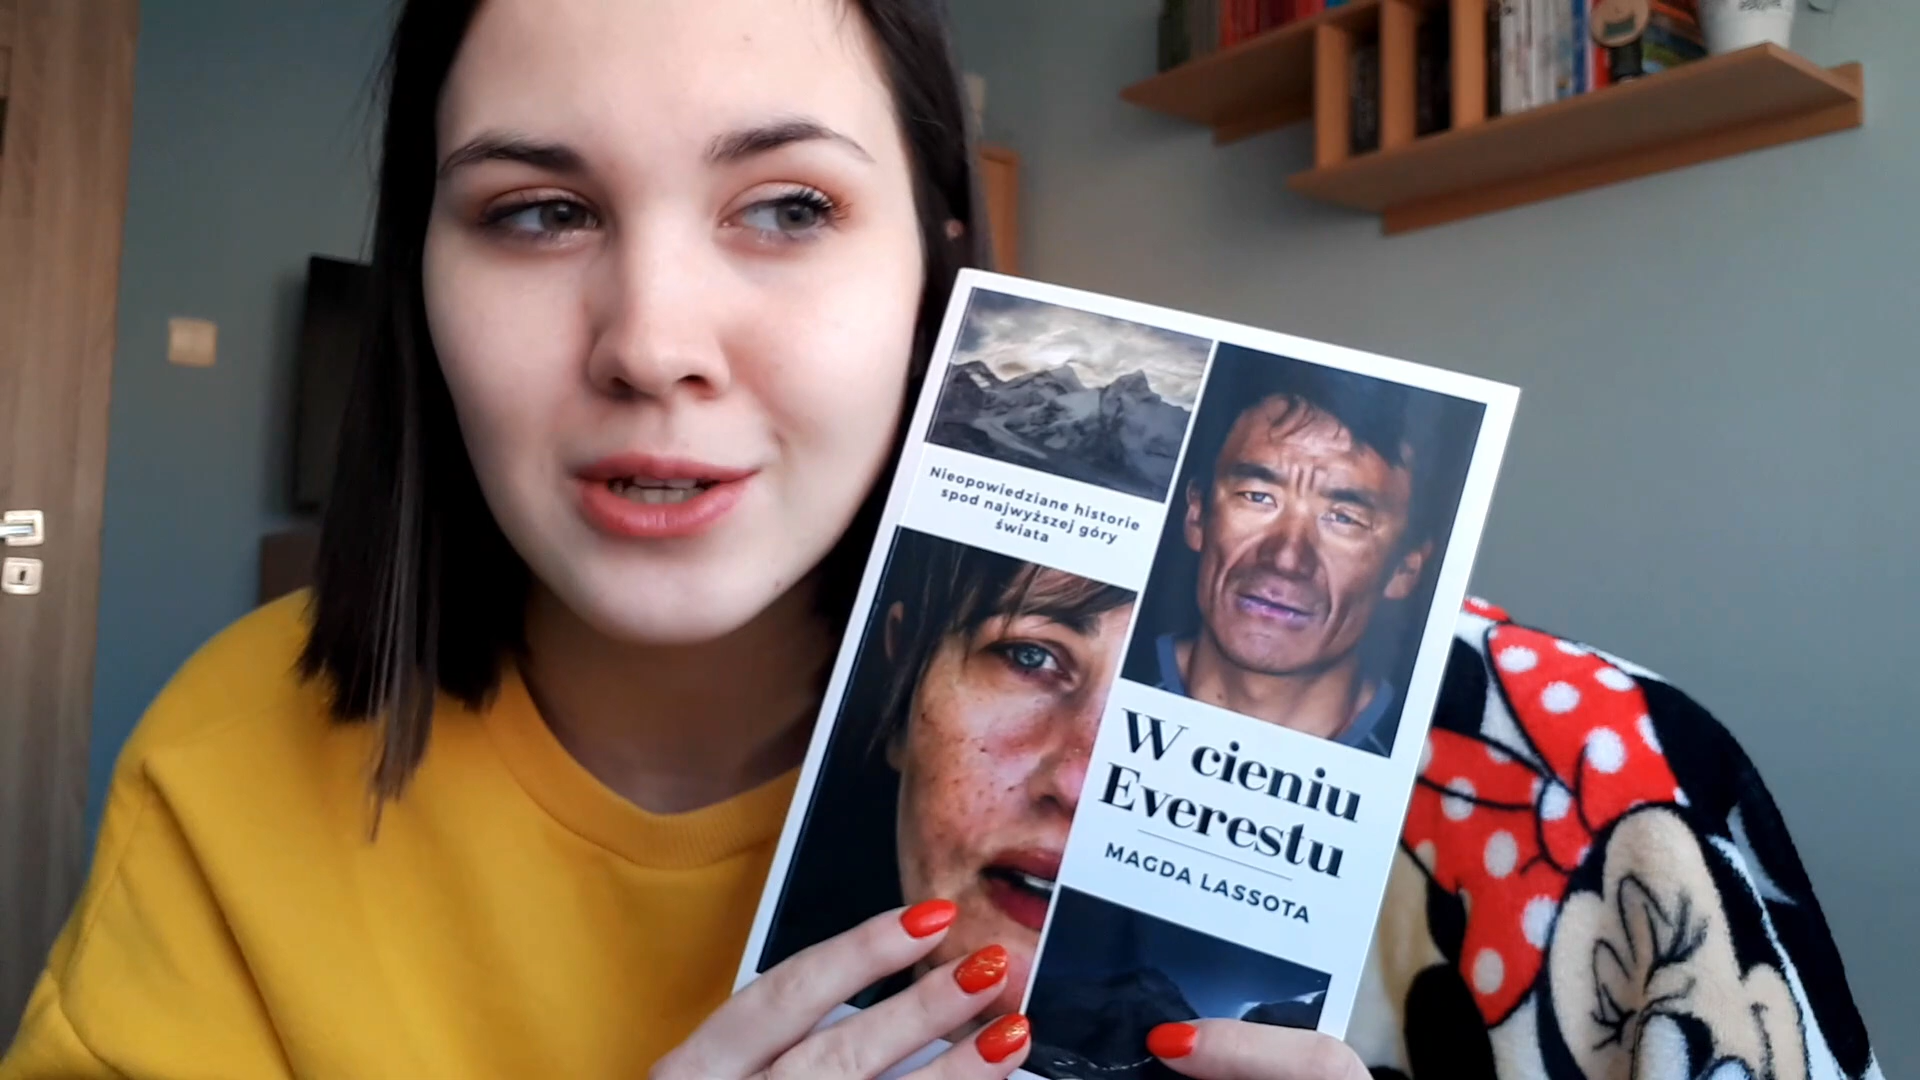 Nieopowiedziane historie
spod najwyższej góry
świata
W cieniu
Everestu
MAGDA LASSOTA